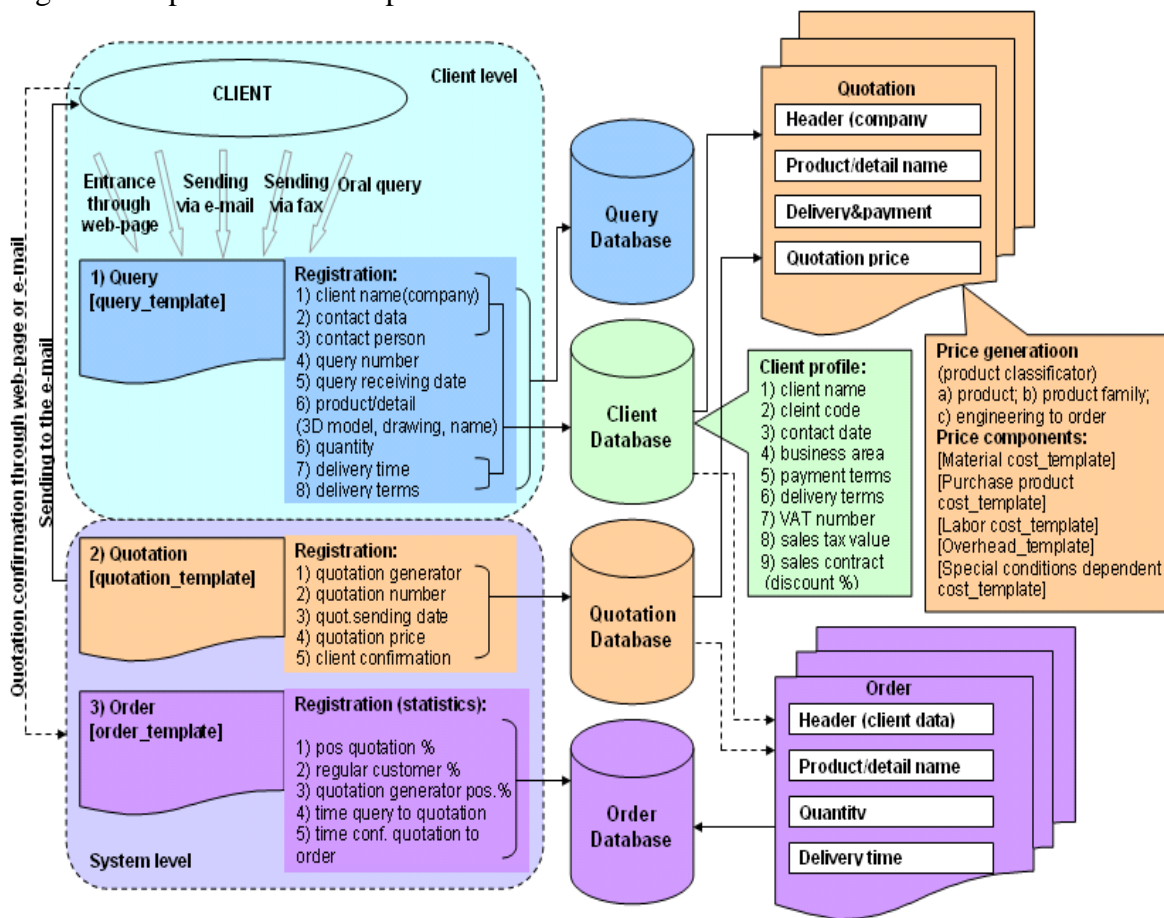 Client level
CLIENT
Entrance
through
web-page
Sending
via e-mail
Sending
via fax
Oral query
Quotation confirmation through web-page or e-mail
Sending to the e-mail
1) Query
[query_template]
Registration:
1) client name(company)
2) contact data
3) contact person
4) query number
5) query receiving date
6) product/detail
(3D model, drawing, name)
6) quantity
7) delivery time
8) delivery terms
2) Quotation
[quotation_template]
Registration:
1) quotation generator
2) quotation number
3) quot.sending date
4) quotation price
5) client confirmation
3) Order
[order_template]
Registration (statistics):
1) pos quotation %
2) regular customer %
3) quotation generator pos.%
4) time query to quotation
5) time conf. quotation to
order
System level
Query
Database
Client
Database
Quotation
Database
Order
Database
Quotation
Header (company
Product/detail name
Delivery&payment
Quotation price
Client profile:
1) client name
2) cleint code
3) contact date
4) business area
5) payment terms
6) delivery terms
7) VAT number
8) sales tax value
9) sales contract
(discount %)
Price generatioon
(product classificator)
a) product; b) product family;
c) engineering to order
Price components:
[Material cost_template]
[Purchase product
cost_template]
[Labor cost_template]
[Overhead_template]
[Special conditions dependent
cost_template]
Order
Header (client data)
Product/detail name
Quantity
Delivery time